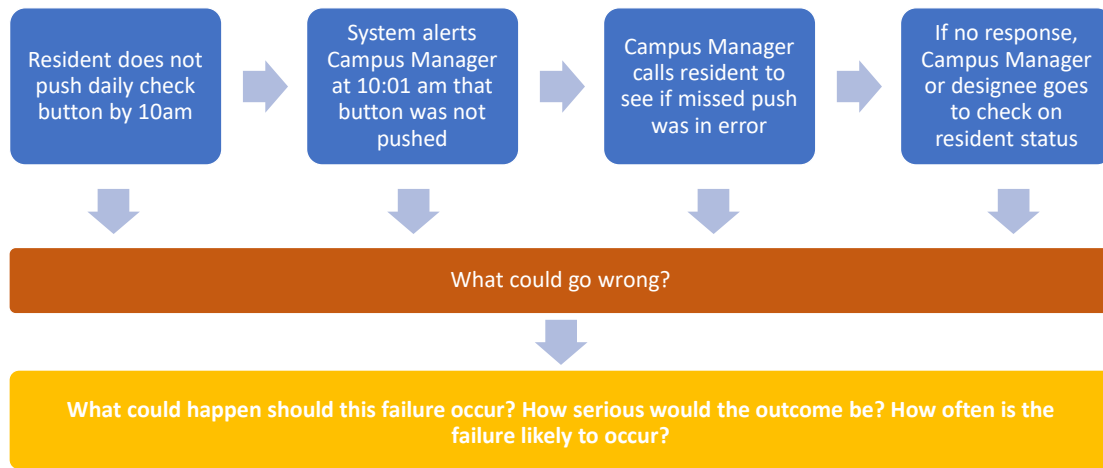 Resident does not
push daily check
button by 10am
System alerts
Campus Manager
at 10:01 am that
button was not
pushed
Campus Manager
calls resident to
see if missed push
was in error
If no response,
Campus Manager
or designee goes
to check on
resident status
What could go wrong?
What could happen should this failure occur? How serious would the outcome be? How often is the
failure likely to occur?